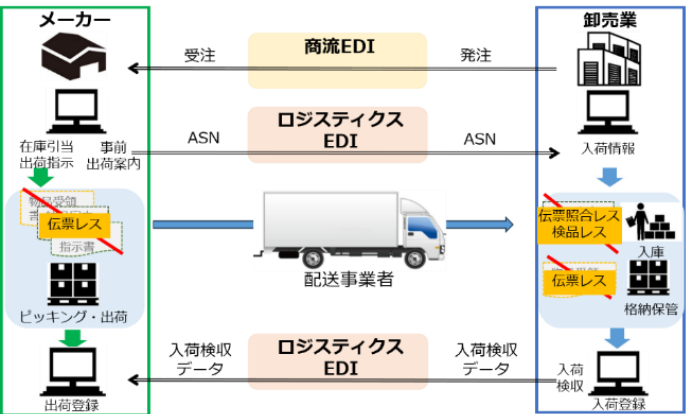 メーカー
卸売業
受注
商流EDI
発注
ロジスティクス
EDI
ASN
ASN
在庫引当
出荷指示
事前
出荷案内
入荷情報
物品受領
伝票レス
指示書
ピッキング・出荷
配送事業者
伝票照合レス
検品レス
入庫
伝票レス
格納保管
入荷検収
データ
ロジスティクス
EDI
入荷検収
データ
入荷
検収
出荷登録
入荷登録